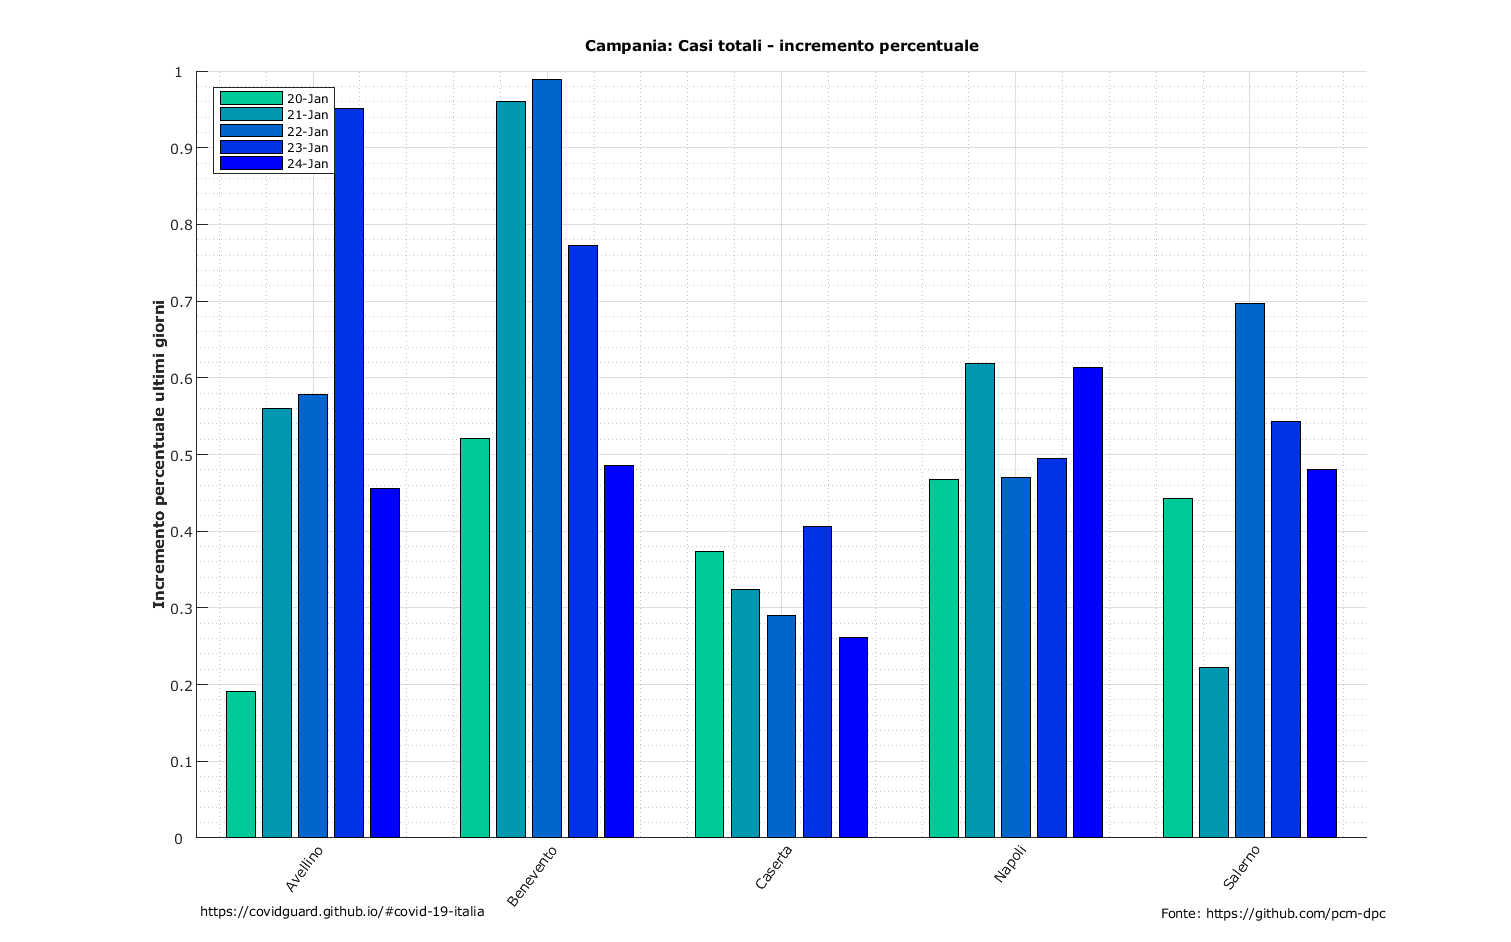 Campania: Casi totali - incremento percentuale
1
0.9
0.8
0.7
0.6
0.5
0.4
0.3
0.2
0.1
0
Incremento percentuale ultimi giorni
20-Jan
21-Jan
22-Jan
23-Jan
24-Jan
Avellino
Benevento
Caserta
Napoli
Salerno
https://covidguard.github.io/#covid-19-italia
Fonte: https://github.com/pcm-dpc